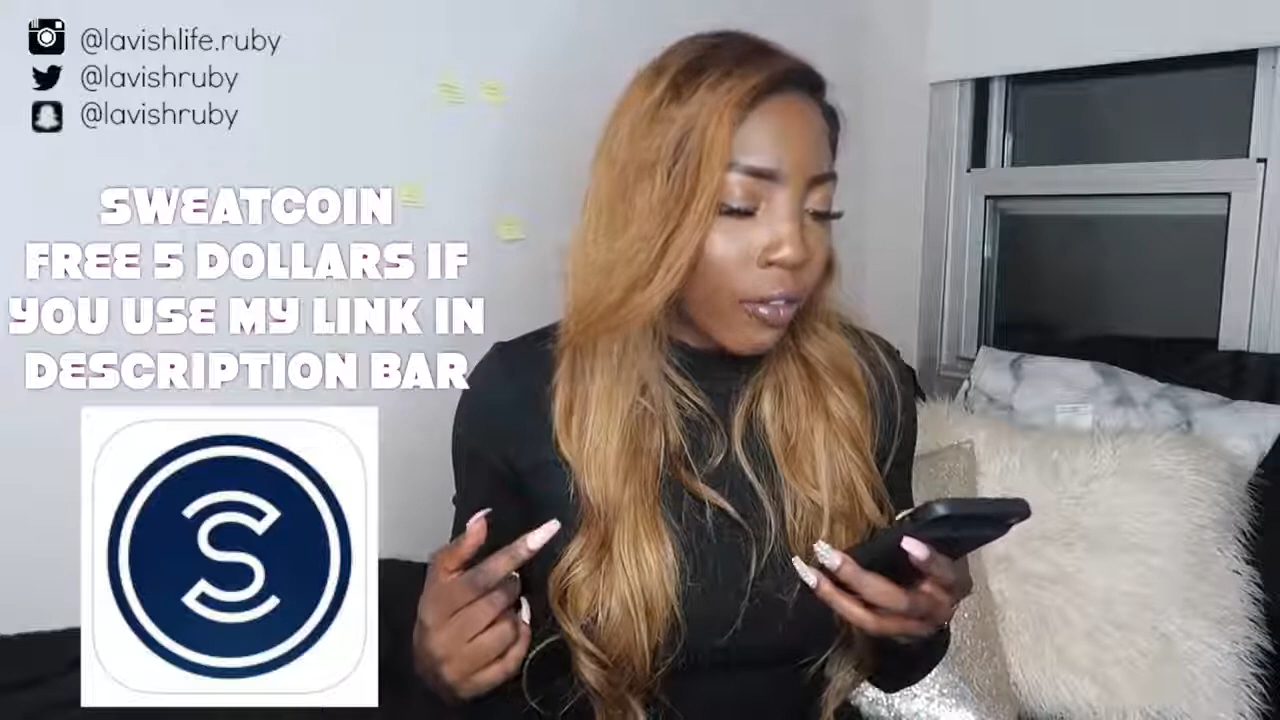 @lavishlife.ruby
@lavishruby
@lavishruby
SWEATCOIN
FREE 5 DOLLARS IF
YOU USE MY LINK IN
DESCRIPTION BAR
S